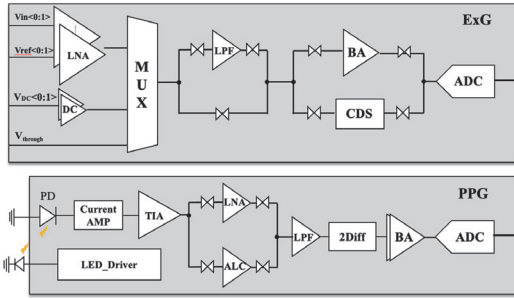 ExG
Vin<0:1>
Vref<0:1>
LNA
LPF
BA
MUX
ADC
VDC<0:1>
DC
CDS
Vthrough
PPG
PD
Current
AMP
TIA
LNA
LPF
2Diff
BA
ADC
LED_Driver
ALC